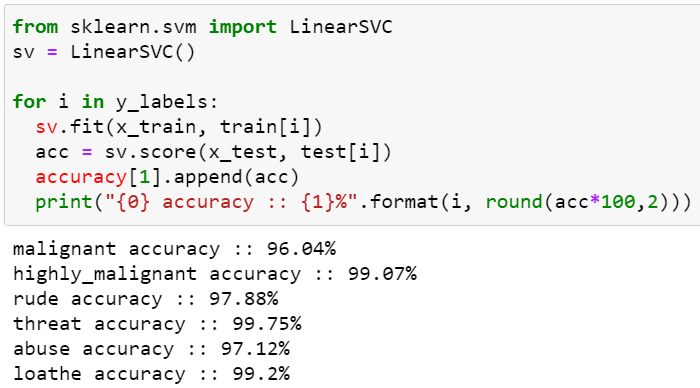 from sklearn.svm import LinearSVC
sv = LinearSVC()

for i in y_labels:
  sv.fit(x_train, train[i])
  acc = sv.score(x_test, test[i])
  accuracy[1].append(acc)
  print("{0} accuracy :: {1}%".format(i, round(acc*100,2)))
malignant accuracy :: 96.04%
highly_malignant accuracy :: 99.07%
rude accuracy :: 97.88%
threat accuracy :: 99.75%
abuse accuracy :: 97.12%
loathe accuracy :: 99.2%